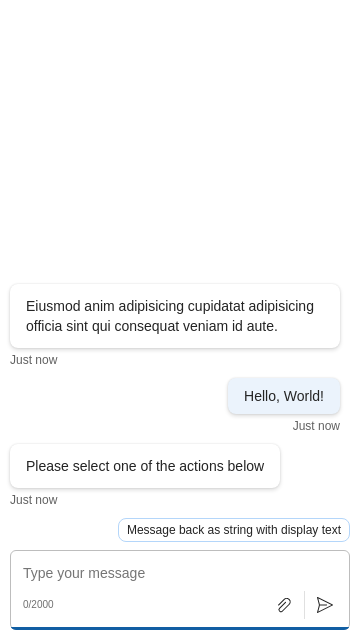 Eiusmod anim adipisicing cupidatat adipisicing
officia sint qui consequat veniam id aute.
Just now
Hello, World!
Just now
Please select one of the actions below
Just now
Message back as string with display text
Type your message
0/2000